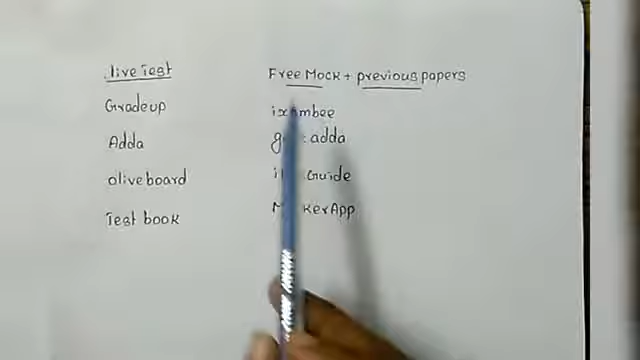 live Test
Gradeup
Adda
oliveboard
Test book
Free Mock + previous papers
ixambee
adda
Guide